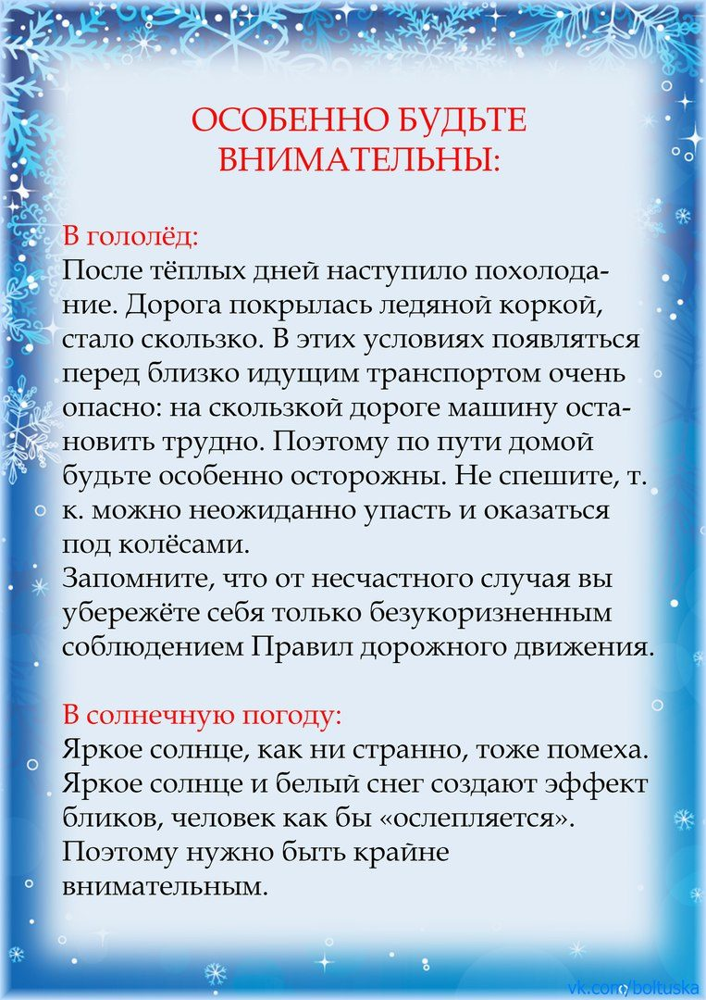 ОСОБЕННО БУДЬТЕ
ВНИМАТЕЛЬНЫ:
В гололёд:
После тёплых дней наступило похолода-
ние. Дорога покрылась ледяной коркой,
стало скользко. В этих условиях появляться
перед близко идущим транспортом очень
опасно: на скользкой дороге машину оста-
новить трудно. Поэтому по пути домой
будьте особенно осторожны. Не спешите, т.
к. можно неожиданно упасть и оказаться
под колёсами.
Запомните, что от несчастного случая вы
убережёте себя только безукоризненным
соблюдением Правил дорожного движения.
В солнечную погоду:
Яркое солнце, как ни странно, тоже помеха.
Яркое солнце и белый снег создают эффект
бликов, человек как бы «ослепляется».
Поэтому нужно быть крайне
внимательным.
vk.com/boltuska